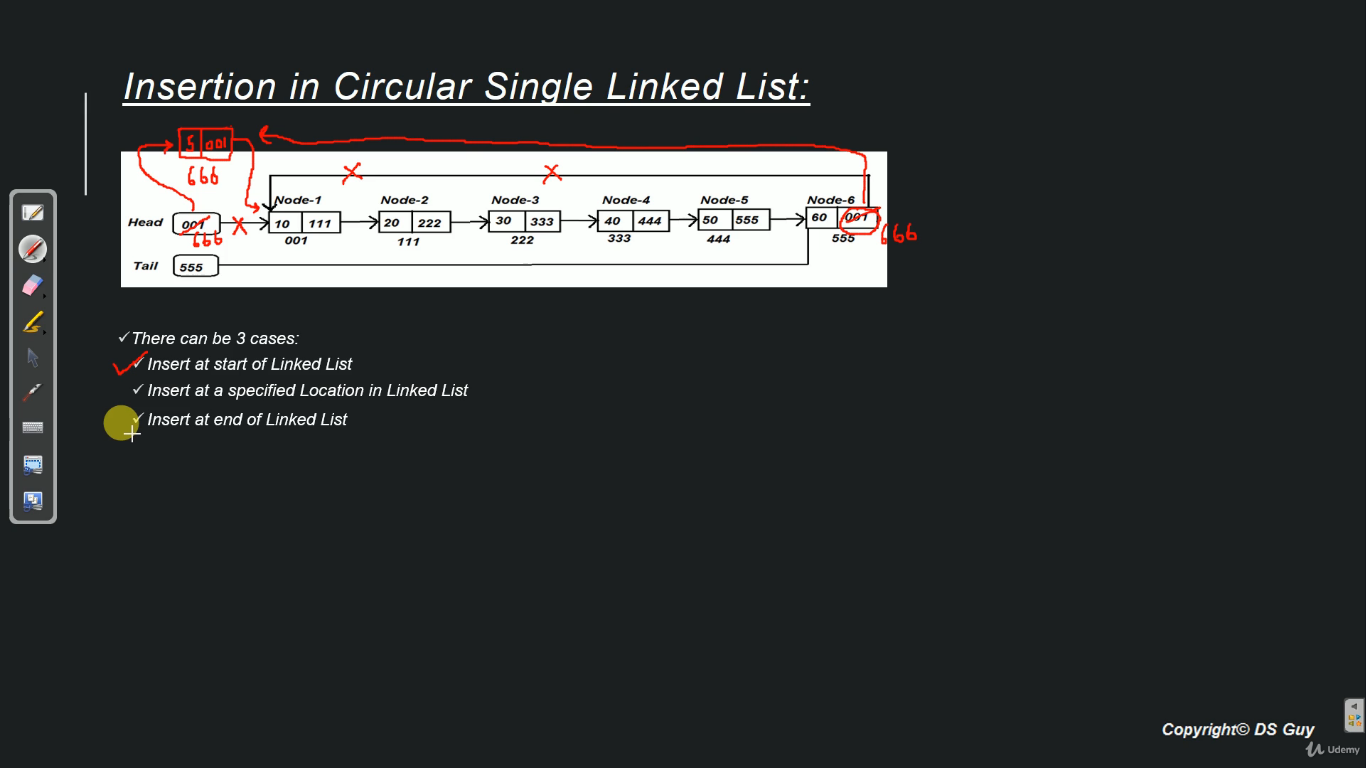 Insertion in Circular Single Linked List:
5 001
666
Node-1 Node-2 Node-3 Node-4 Node-5 Node-6
Head 001 10 111 20 222 30 333 40 444 50 555 60 001
666 001 111 222 333 444 555 666
Tail 555
✓There can be 3 cases:
✓Insert at start of Linked List
✓Insert at a specified Location in Linked List
✓Insert at end of Linked List
Copyright© DS Guy
Udemy